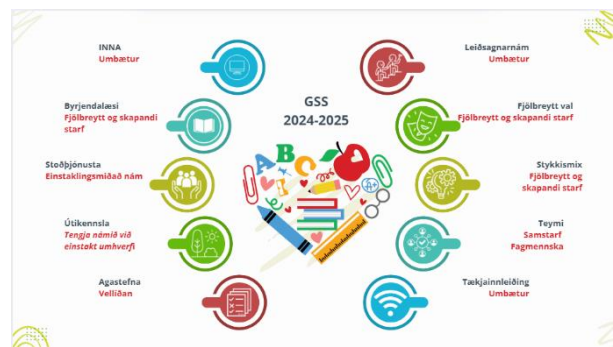 INNA
Umbætur
Byrjendalæsi
Fjölbreytt og skapandi
starf
Stoðþjónusta
Einstaklingsmiðað nám
Útikennsla
Tengja námið við
einstakt umhverfi
Agastefna
Vellíðan
GSS
2024-2025
A B C
A+
Leiðsagnarnám
Umbætur
Fjölbreytt val
Fjölbreytt og skapandi starf
Stykkismix
Fjölbreytt og
skapandi starf
Teymi
Samstarf
Fagmennska
Tækjainnleiðing
Umbætur